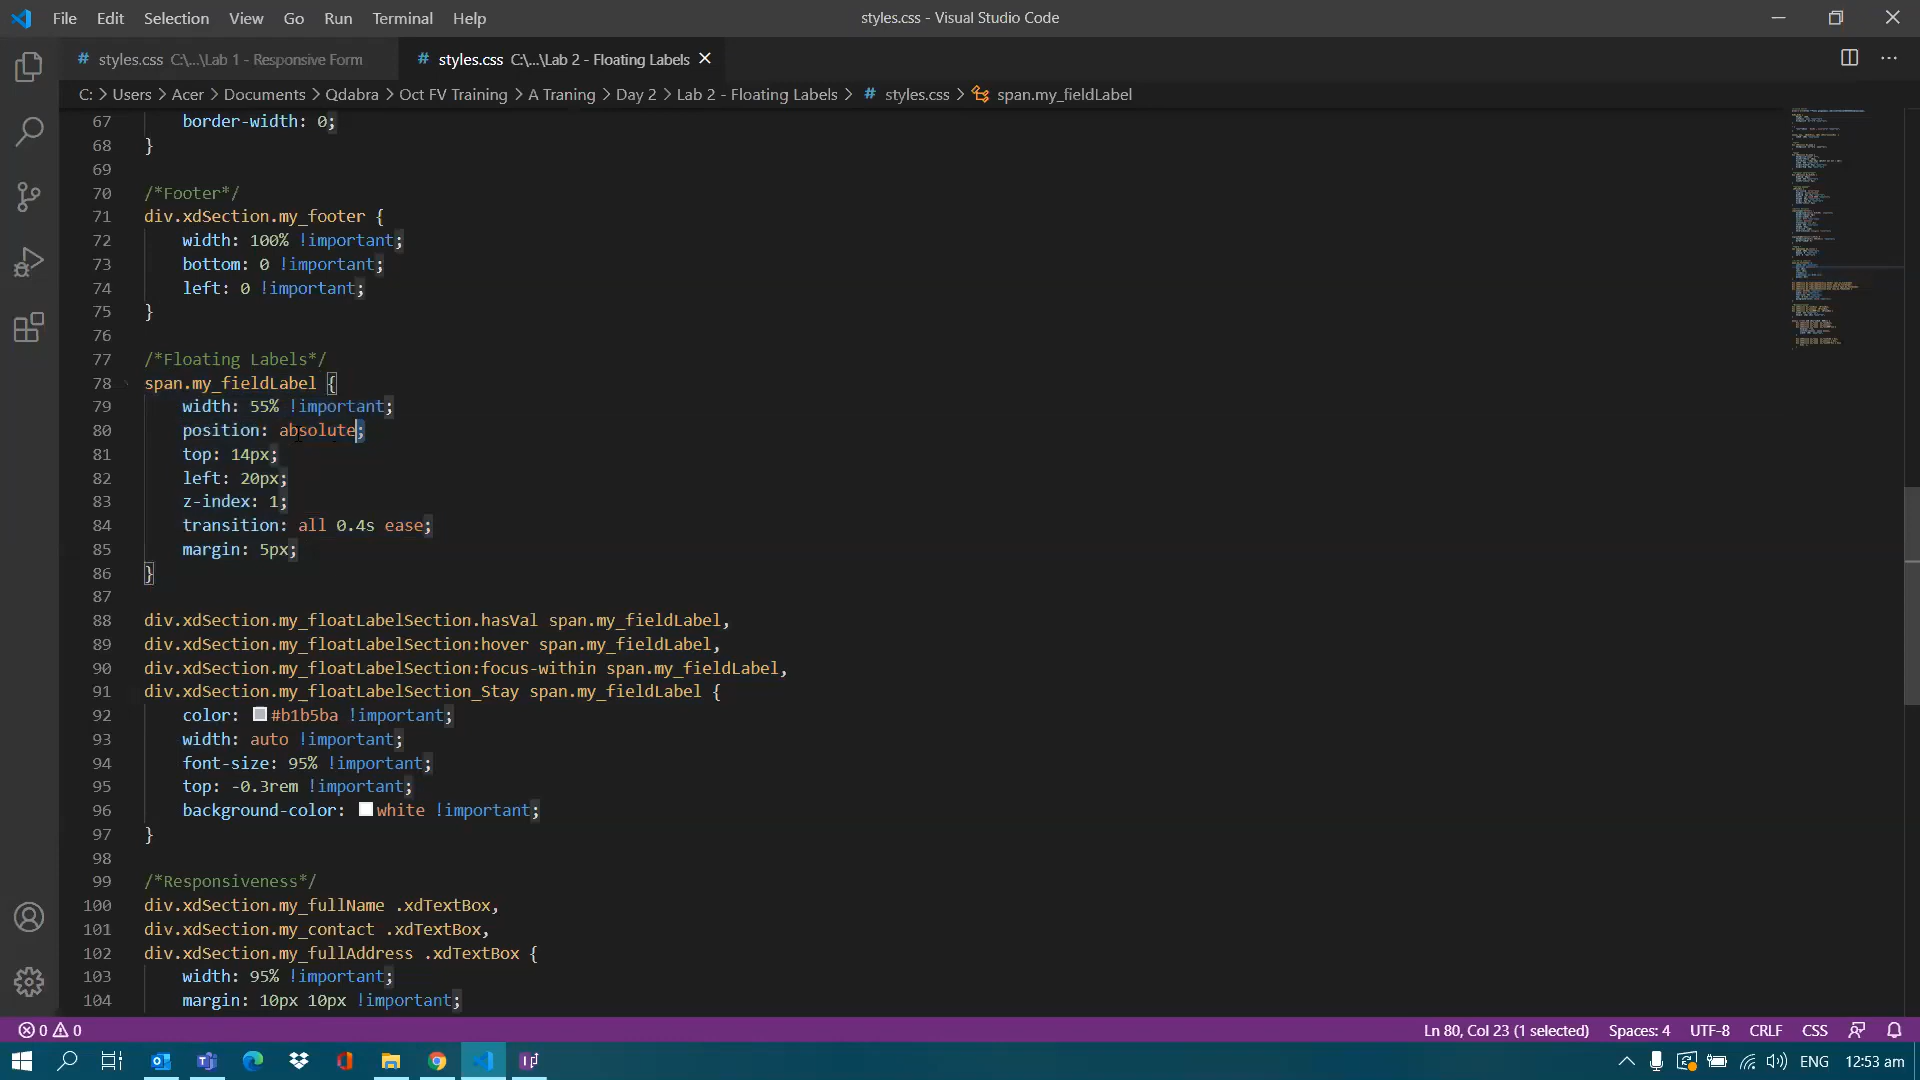 File Edit Selection View Go Run Terminal Help
styles.css - Visual Studio Code
# styles.css C:\...\Lab 1 - Responsive Form
# styles.css C:\...\Lab 2 - Floating Labels
C: > Users > Acer > Documents > Qdabra > Oct FV Training > A Traning > Day 2 > Lab 2 - Floating Labels > # styles.css > span.my_fieldLabel
67 border-width: 0;
68 }
69
70 /*Footer*/
71 div.xdSection.my_footer {
72 width: 100% !important;
73 bottom: 0 !important;
74 left: 0 !important;
75 }
76
77 /*Floating Labels*/
78 span.my_fieldLabel {
79 width: 55% !important;
80 position: absolute;
81 top: 14px;
82 left: 20px;
83 z-index: 1;
84 transition: all 0.4s ease;
85 margin: 5px;
86 }
87
88 div.xdSection.my_floatLabelSection.hasVal span.my_fieldLabel,
89 div.xdSection.my_floatLabelSection:hover span.my_fieldLabel,
90 div.xdSection.my_floatLabelSection:focus-within span.my_fieldLabel,
91 div.xdSection.my_floatLabelSection_Stay span.my_fieldLabel {
92 color: #b1b5ba !important;
93 width: auto !important;
94 font-size: 95% !important;
95 top: -0.3rem !important;
96 background-color: white !important;
97 }
98
99 /*Responsiveness*/
100 div.xdSection.my_fullName .xdTextBox,
101 div.xdSection.my_contact .xdTextBox,
102 div.xdSection.my_fullAddress .xdTextBox {
103 width: 95% !important;
104 margin: 10px 10px !important;
0 0 Ln 80, Col 23 (1 selected) Spaces: 4 UTF-8 CRLF CSS
ENG 12:53 am